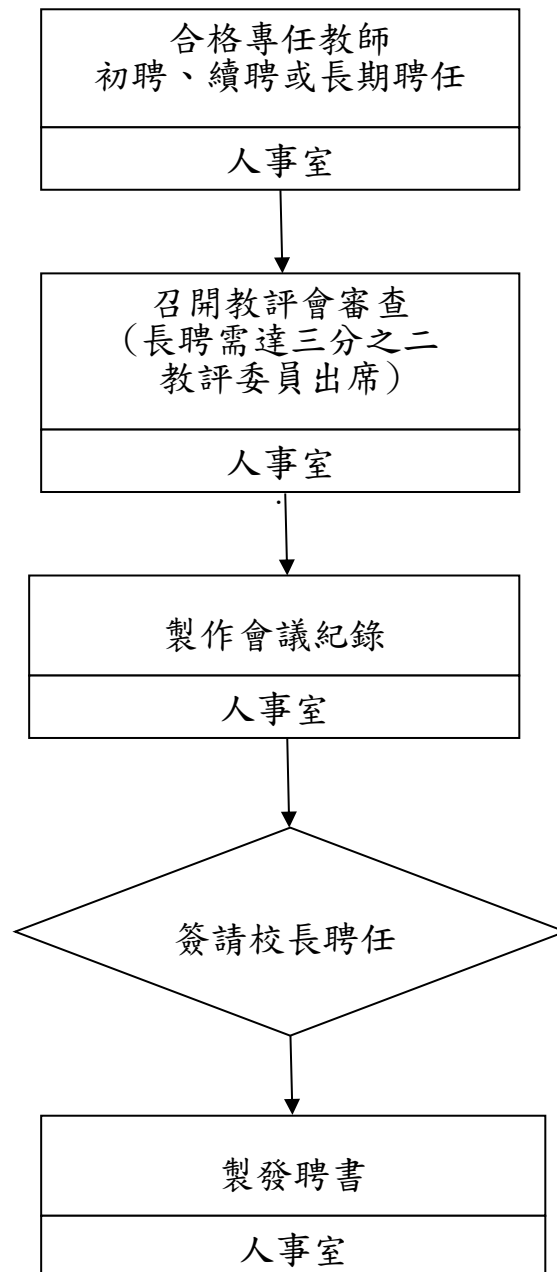 合格專任教師
初聘、續聘或長期聘任
人事室
召開教評會審查
（長聘需達三分之二
教評委員出席）
人事室
製作會議紀錄
人事室
簽請校長聘任
製發聘書
人事室